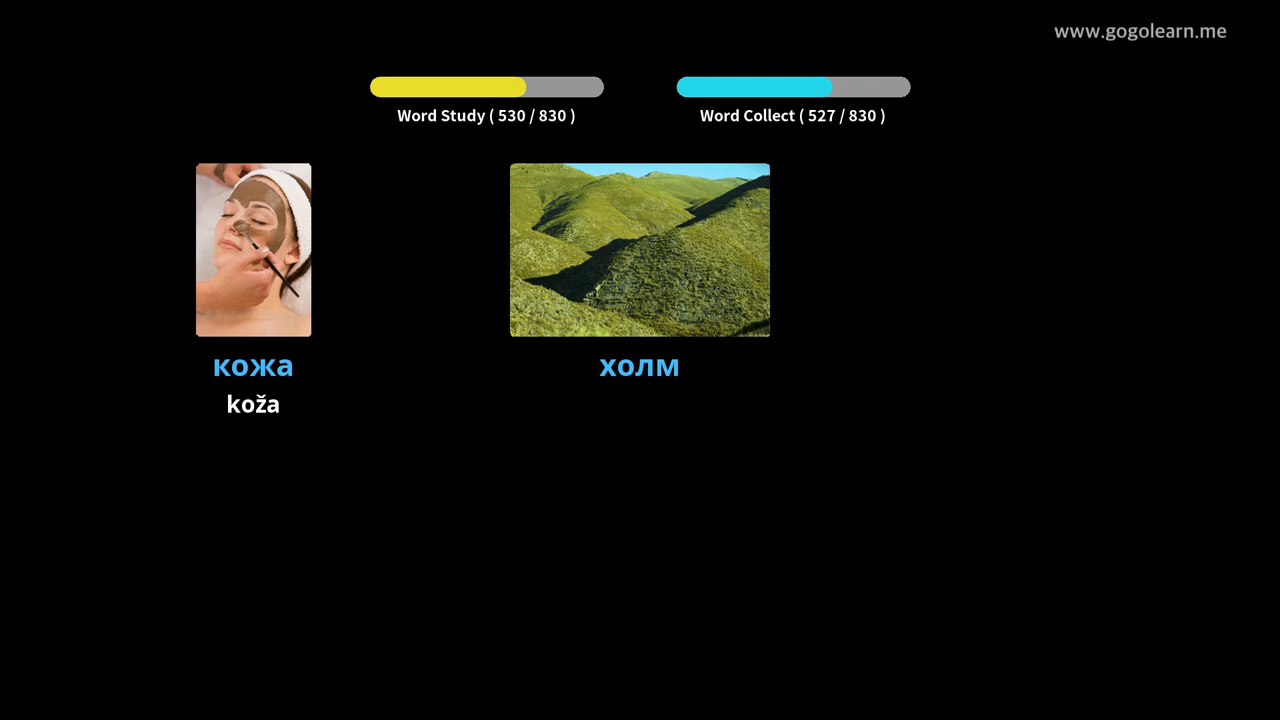 www.gogolearn.me
Word Study ( 530 / 830 )
Word Collect ( 527 / 830 )
кожа
koža
холм